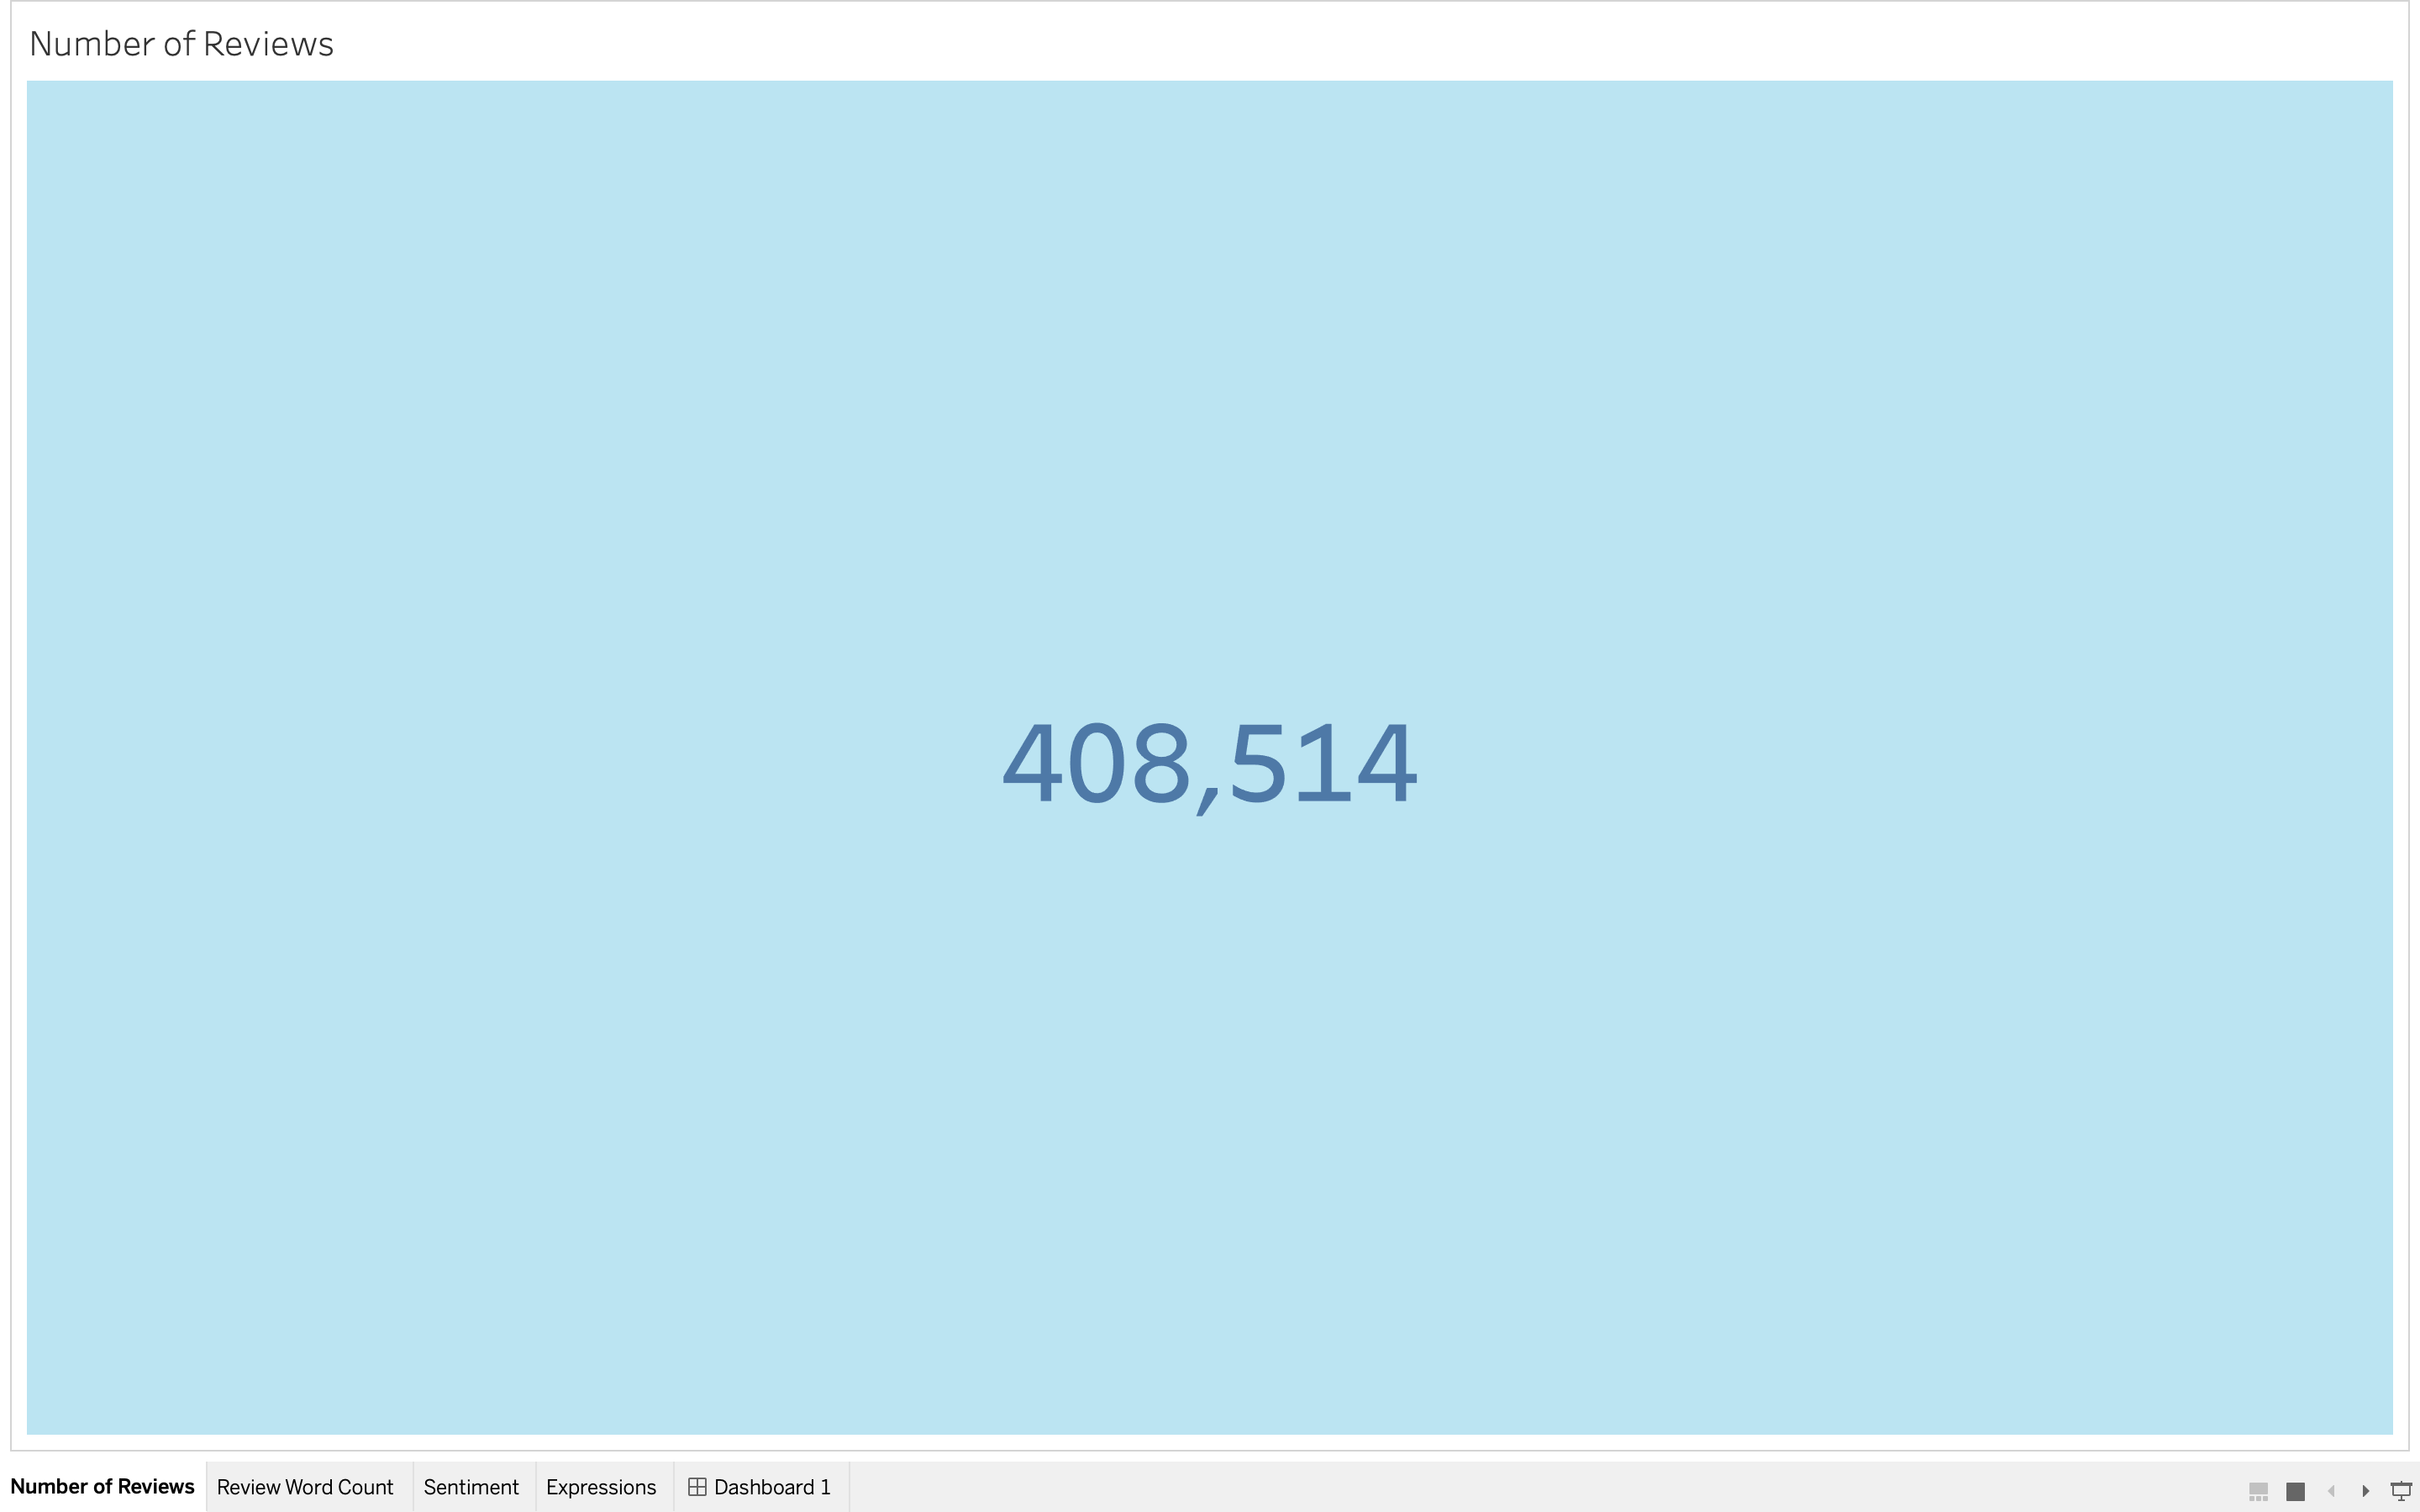 Number of Reviews
408,514
Number of Reviews
Review Word Count
Sentiment
Expressions
Dashboard 1